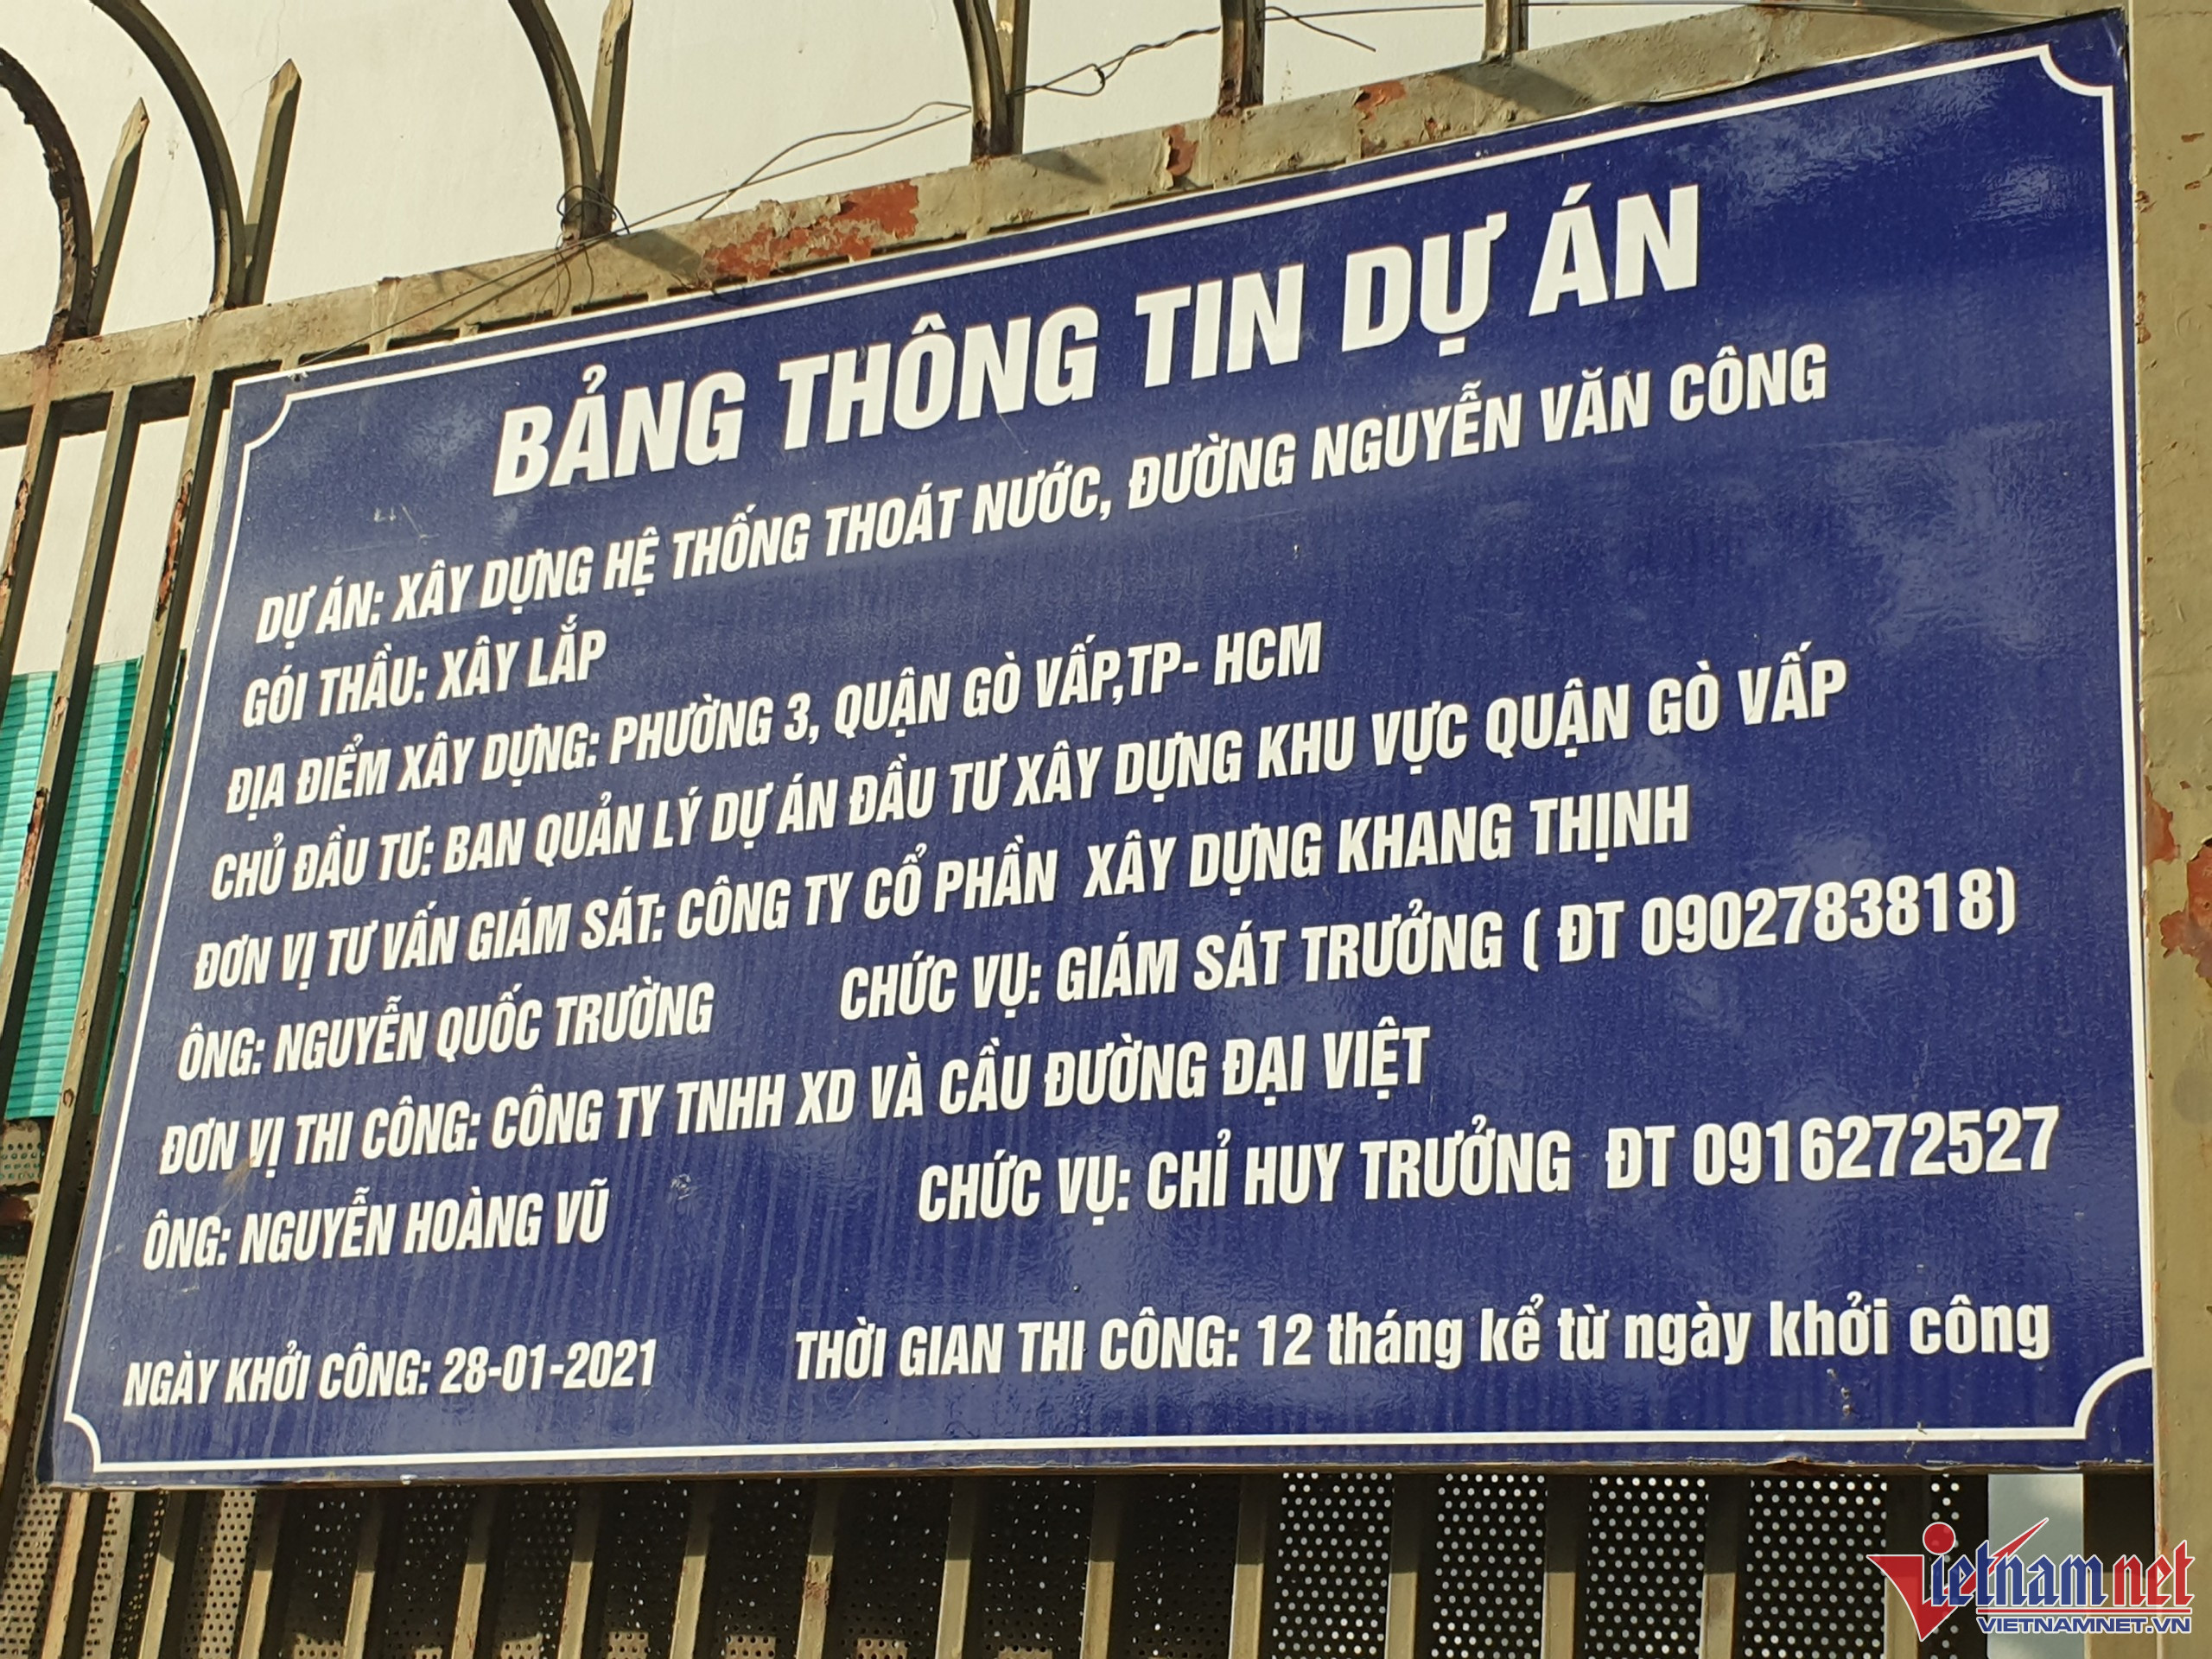 BẢNG THÔNG TIN DỰ ÁN
DỰ ÁN: XÂY DỰNG HỆ THỐNG THOÁT NƯỚC, ĐƯỜNG NGUYỄN VĂN CÔNG
GÓI THẦU: XÂY LẮP
ĐỊA ĐIỂM XÂY DỰNG: PHƯỜNG 3, QUẬN GÒ VẤP,TP- HCM
CHỦ ĐẦU TƯ: BAN QUẢN LÝ DỰ ÁN ĐẦU TƯ XÂY DỰNG KHU VỰC QUẬN GÒ VẤP
ĐƠN VỊ TƯ VẤN GIÁM SÁT: CÔNG TY CỔ PHẦN XÂY DỰNG KHANG THỊNH
ÔNG: NGUYỄN QUỐC TRƯỜNG CHỨC VỤ: GIÁM SÁT TRƯỞNG ( ĐT 0902783818)
ĐƠN VỊ THI CÔNG: CÔNG TY TNHH XD VÀ CẦU ĐƯỜNG ĐẠI VIỆT
ÔNG: NGUYỄN HOÀNG VŨ CHỨC VỤ: CHỈ HUY TRƯỞNG ĐT 0916272527
NGÀY KHỞI CÔNG: 28-01-2021 THỜI GIAN THI CÔNG: 12 tháng kể từ ngày khởi công
Vietnamnet
VIETNAMNET.VN